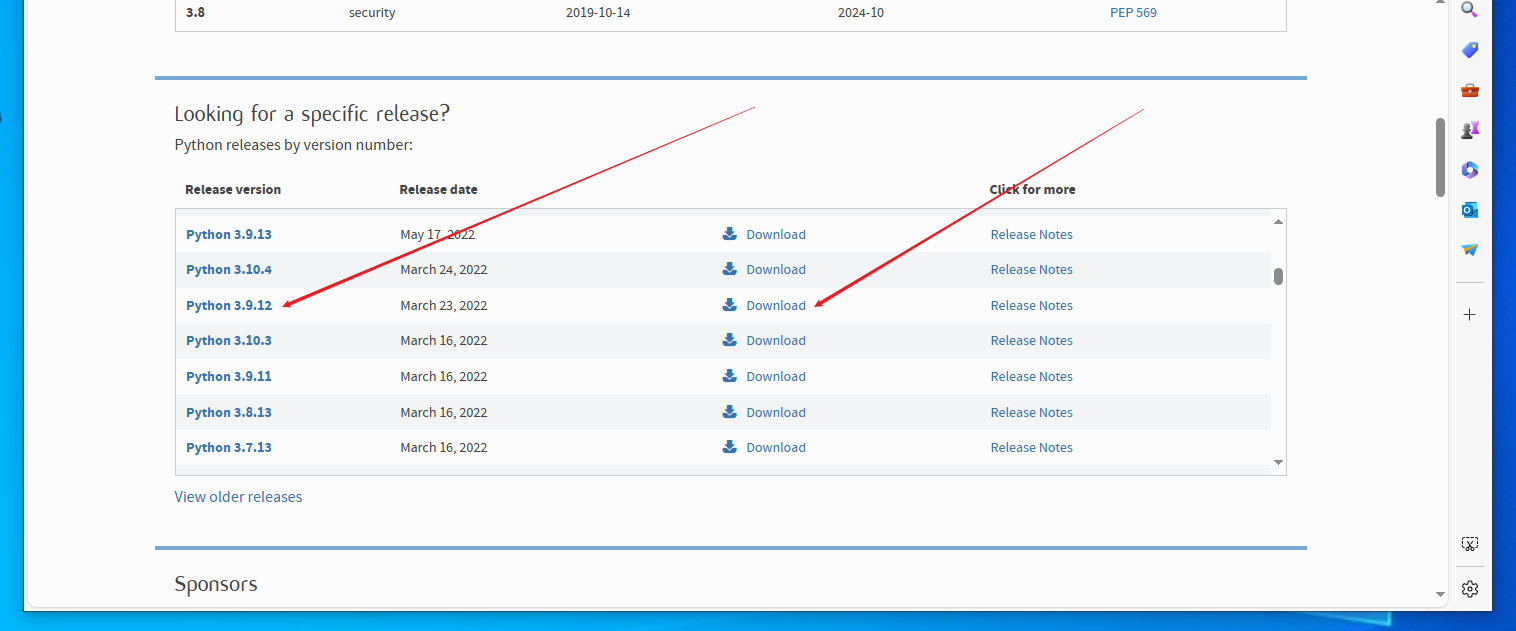 3.8 security 2019-10-14 2024-10 PEP 569
Looking for a specific release?
Python releases by version number:
Release version Release date Click for more
Python 3.9.13 May 17, 2022 Download Release Notes
Python 3.10.4 March 24, 2022 Download Release Notes
Python 3.9.12 March 23, 2022 Download Release Notes
Python 3.10.3 March 16, 2022 Download Release Notes
Python 3.9.11 March 16, 2022 Download Release Notes
Python 3.8.13 March 16, 2022 Download Release Notes
Python 3.7.13 March 16, 2022 Download Release Notes
View older releases
Sponsors